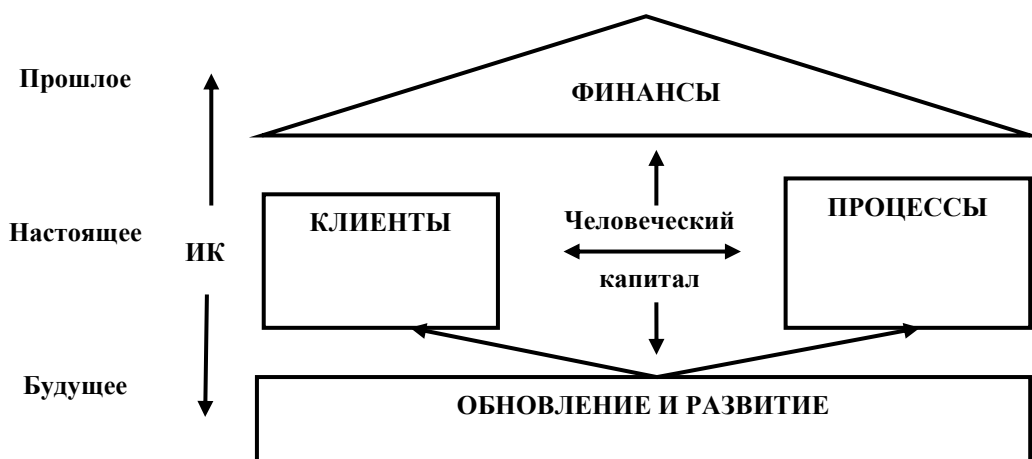 Прошлое
ФИНАНСЫ
Настоящее
ИК
КЛИЕНТЫ
Человеческий
капитал
ПРОЦЕССЫ
Будущее
ОБНОВЛЕНИЕ И РАЗВИТИЕ